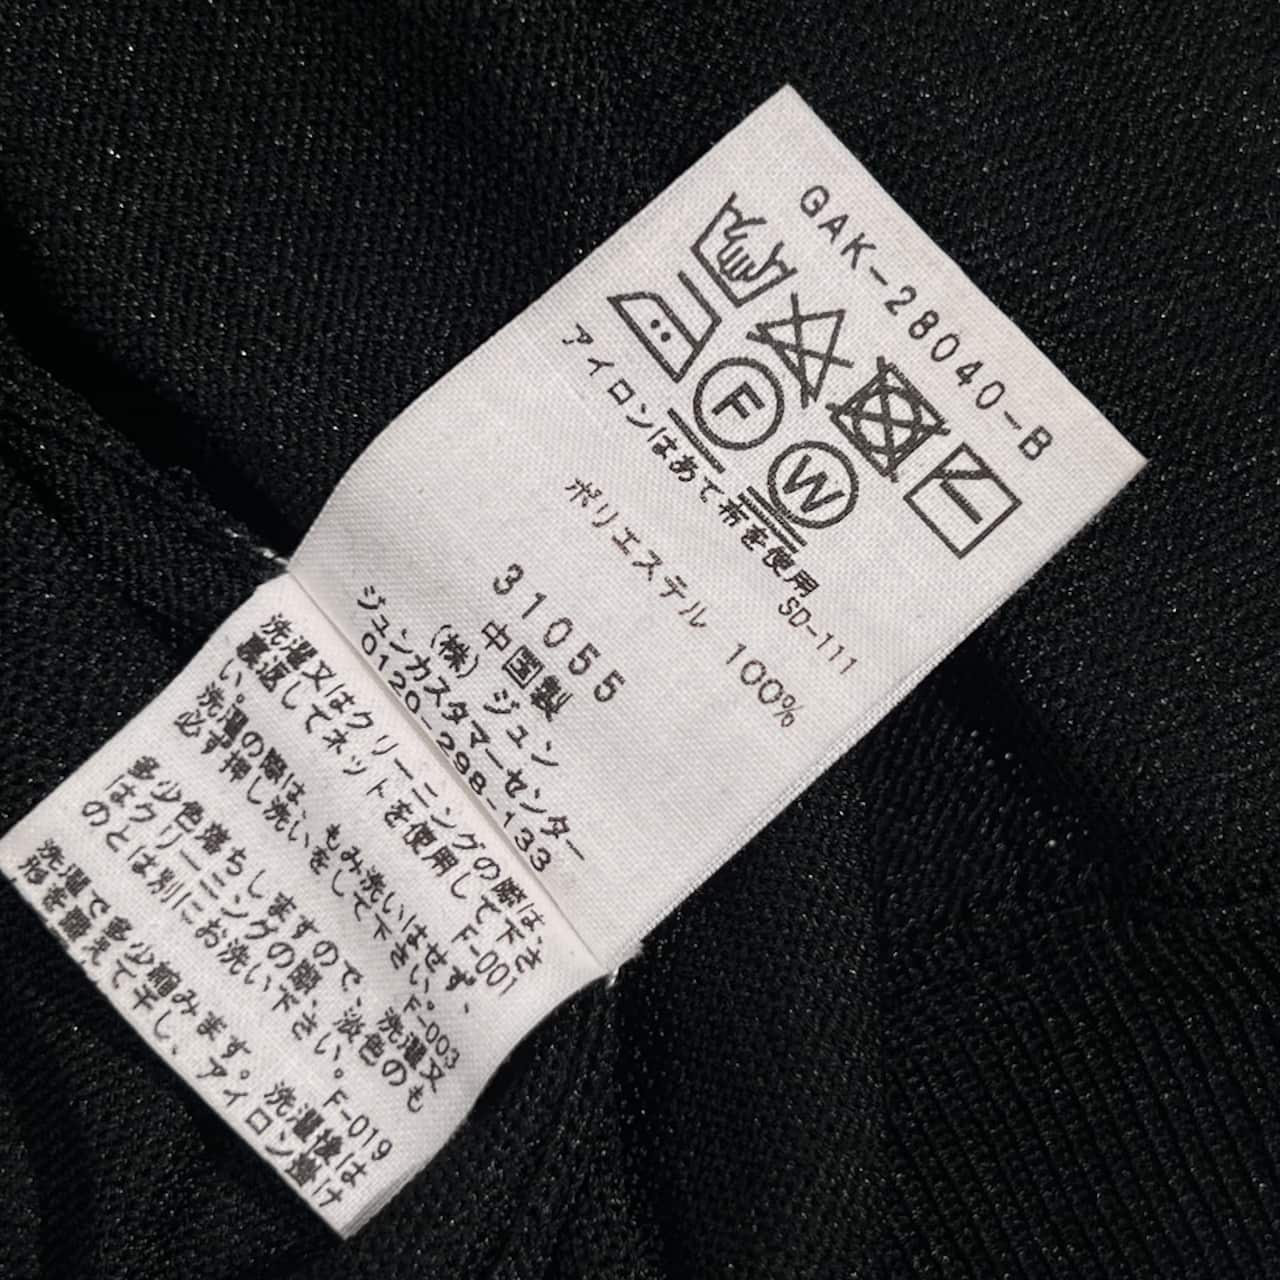 GAK-28040-B
F
W
アイロンはあて布を使用
SD-111
ポリエステル 100%
31055
中国製
(株)ジュン
ジュンカスタマーセンター
0120-298-133
洗濯又はクリーニングの際は、
裏返してネットを使用して下さ
い。 F-001
洗濯の際は、もみ洗いはせず、
必ず押し洗いをして下さい。F-003
多少色落ちしますので、洗濯又
はクリーニングの際、淡色のも
のとは別にお洗い下さい。F-019
洗濯で多少縮みます。洗濯後は
形を整えて干し、アイロン掛け